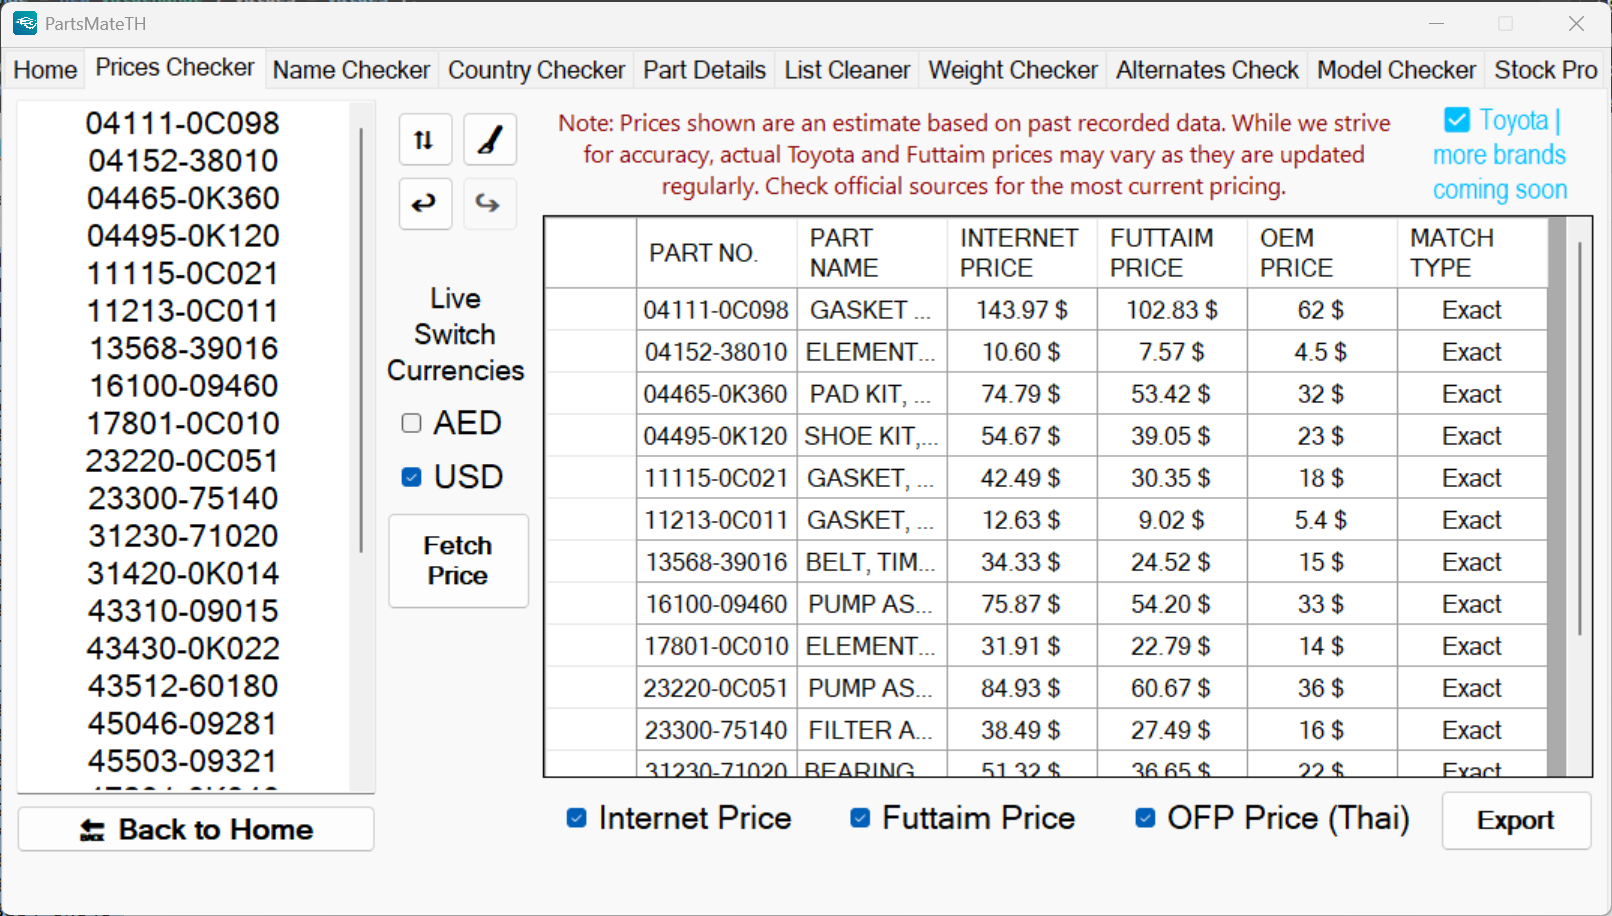 PartsMateTH
Home Prices Checker Name Checker Country Checker Part Details List Cleaner Weight Checker Alternates Check Model Checker Stock Pro
04111-0C098
04152-38010
04465-0K360
04495-0K120
11115-0C021
11213-0C011
13568-39016
16100-09460
17801-0C010
23220-0C051
23300-75140
31230-71020
31420-0K014
43310-09015
43430-0K022
43512-60180
45046-09281
45503-09321
BACK Back to Home
Live
Switch
Currencies
AED
USD
Fetch
Price
Note: Prices shown are an estimate based on past recorded data. While we strive
for accuracy, actual Toyota and Futtaim prices may vary as they are updated
regularly. Check official sources for the most current pricing.
Toyota |
more brands
coming soon
PART NO. PART NAME INTERNET PRICE FUTTAIM PRICE OEM PRICE MATCH TYPE
04111-0C098 GASKET ... 143.97 $ 102.83 $ 62 $ Exact
04152-38010 ELEMENT... 10.60 $ 7.57 $ 4.5 $ Exact
04465-0K360 PAD KIT, ... 74.79 $ 53.42 $ 32 $ Exact
04495-0K120 SHOE KIT,... 54.67 $ 39.05 $ 23 $ Exact
11115-0C021 GASKET, ... 42.49 $ 30.35 $ 18 $ Exact
11213-0C011 GASKET, ... 12.63 $ 9.02 $ 5.4 $ Exact
13568-39016 BELT, TIM... 34.33 $ 24.52 $ 15 $ Exact
16100-09460 PUMP AS... 75.87 $ 54.20 $ 33 $ Exact
17801-0C010 ELEMENT... 31.91 $ 22.79 $ 14 $ Exact
23220-0C051 PUMP AS... 84.93 $ 60.67 $ 36 $ Exact
23300-75140 FILTER A... 38.49 $ 27.49 $ 16 $ Exact
31230-71020 BEARING 51.32 $ 36.65 $ 22 $ Exact
Internet Price Futtaim Price OFP Price (Thai) Export